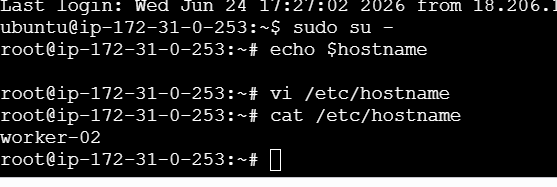 Last login: Wed Jun 24 17:27:02 2026 from 18.206.1
ubuntu@ip-172-31-0-253:~$ sudo su -
root@ip-172-31-0-253:~# echo $hostname

root@ip-172-31-0-253:~# vi /etc/hostname
root@ip-172-31-0-253:~# cat /etc/hostname
worker-02
root@ip-172-31-0-253:~#